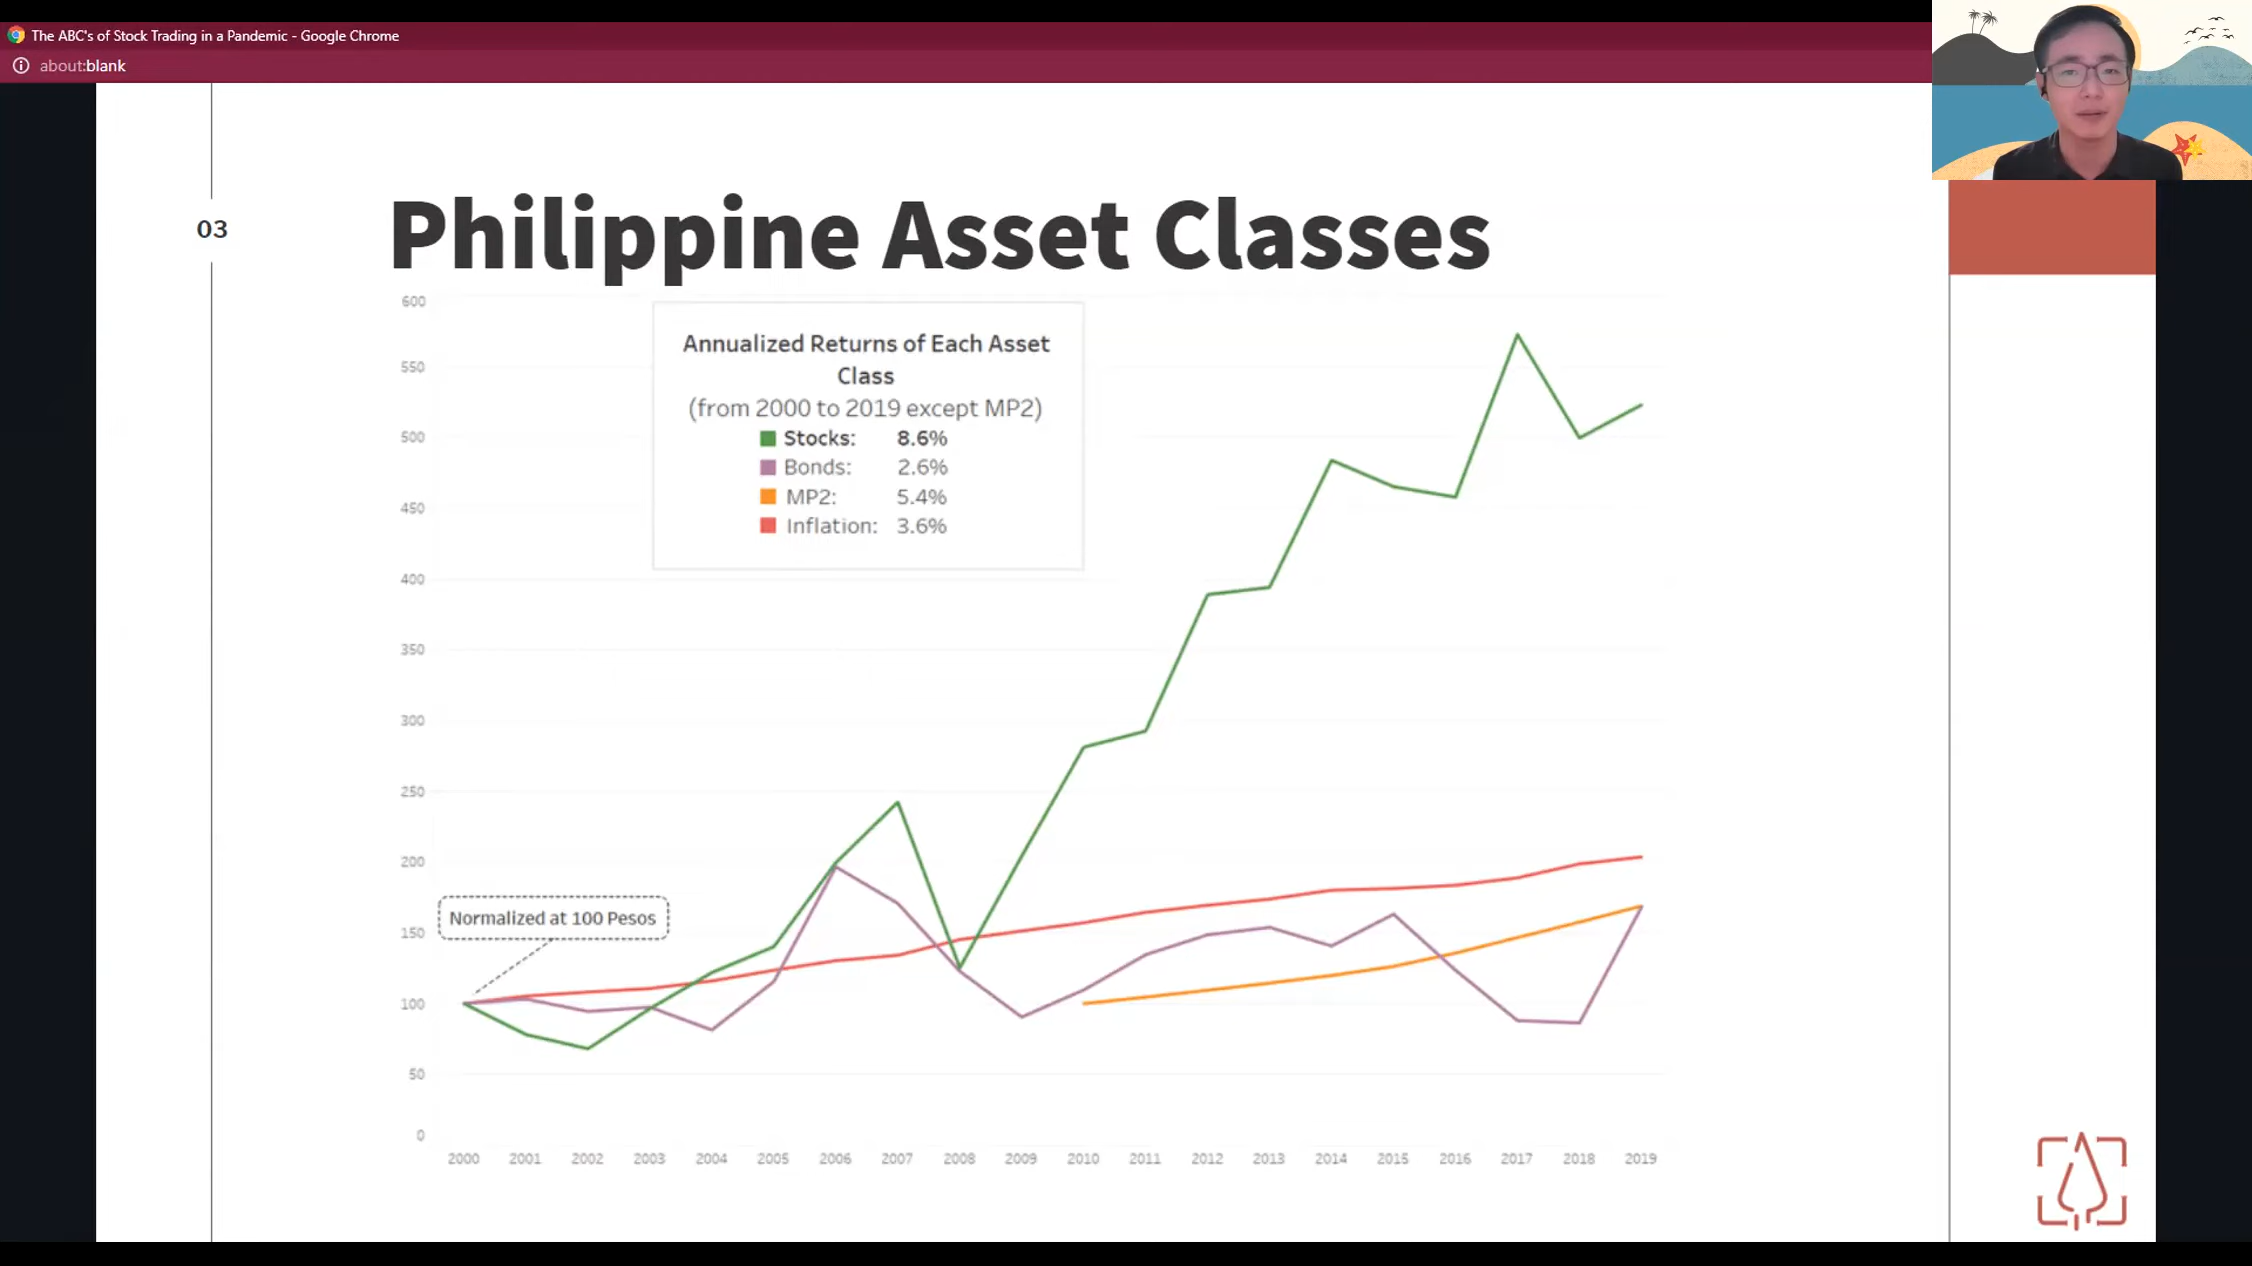 The ABC's of Stock Trading in a Pandemic - Google Chrome
about:blank
03
Philippine Asset Classes
600
550
500
450
400
350
300
250
200
150
100
50
0
Annualized Returns of Each Asset
Class
(from 2000 to 2019 except MP2)
Stocks: 8.6%
Bonds: 2.6%
MP2: 5.4%
Inflation: 3.6%
Normalized at 100 Pesos
2000 2001 2002 2003 2004 2005 2006 2007 2008 2009 2010 2011 2012 2013 2014 2015 2016 2017 2018 2019